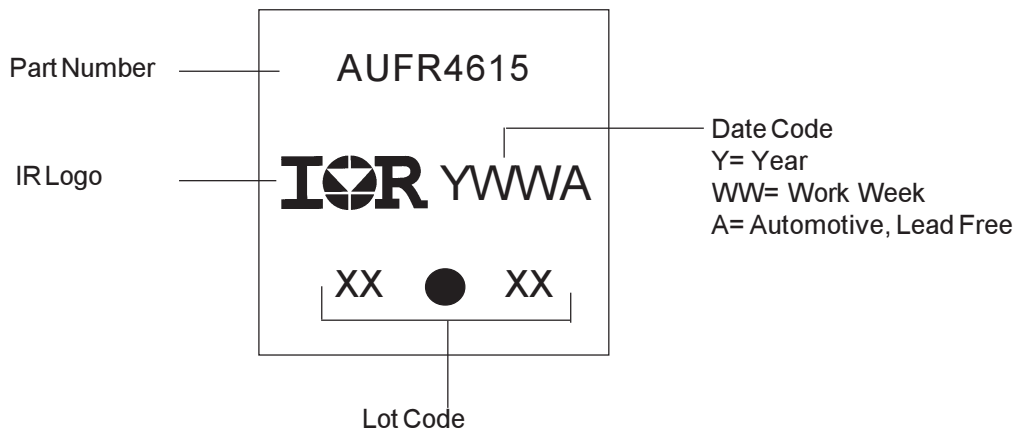 Part Number
AUFR4615
IR Logo
IOR YWWA
Date Code
Y= Year
WW= Work Week
A= Automotive, Lead Free
XX XX
Lot Code